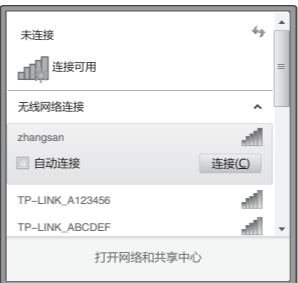 未连接
连接可用
无线网络连接
zhangsan
自动连接 连接(C)
TP-LINK_A123456
TP-LINK_ABCDEF
打开网络和共享中心